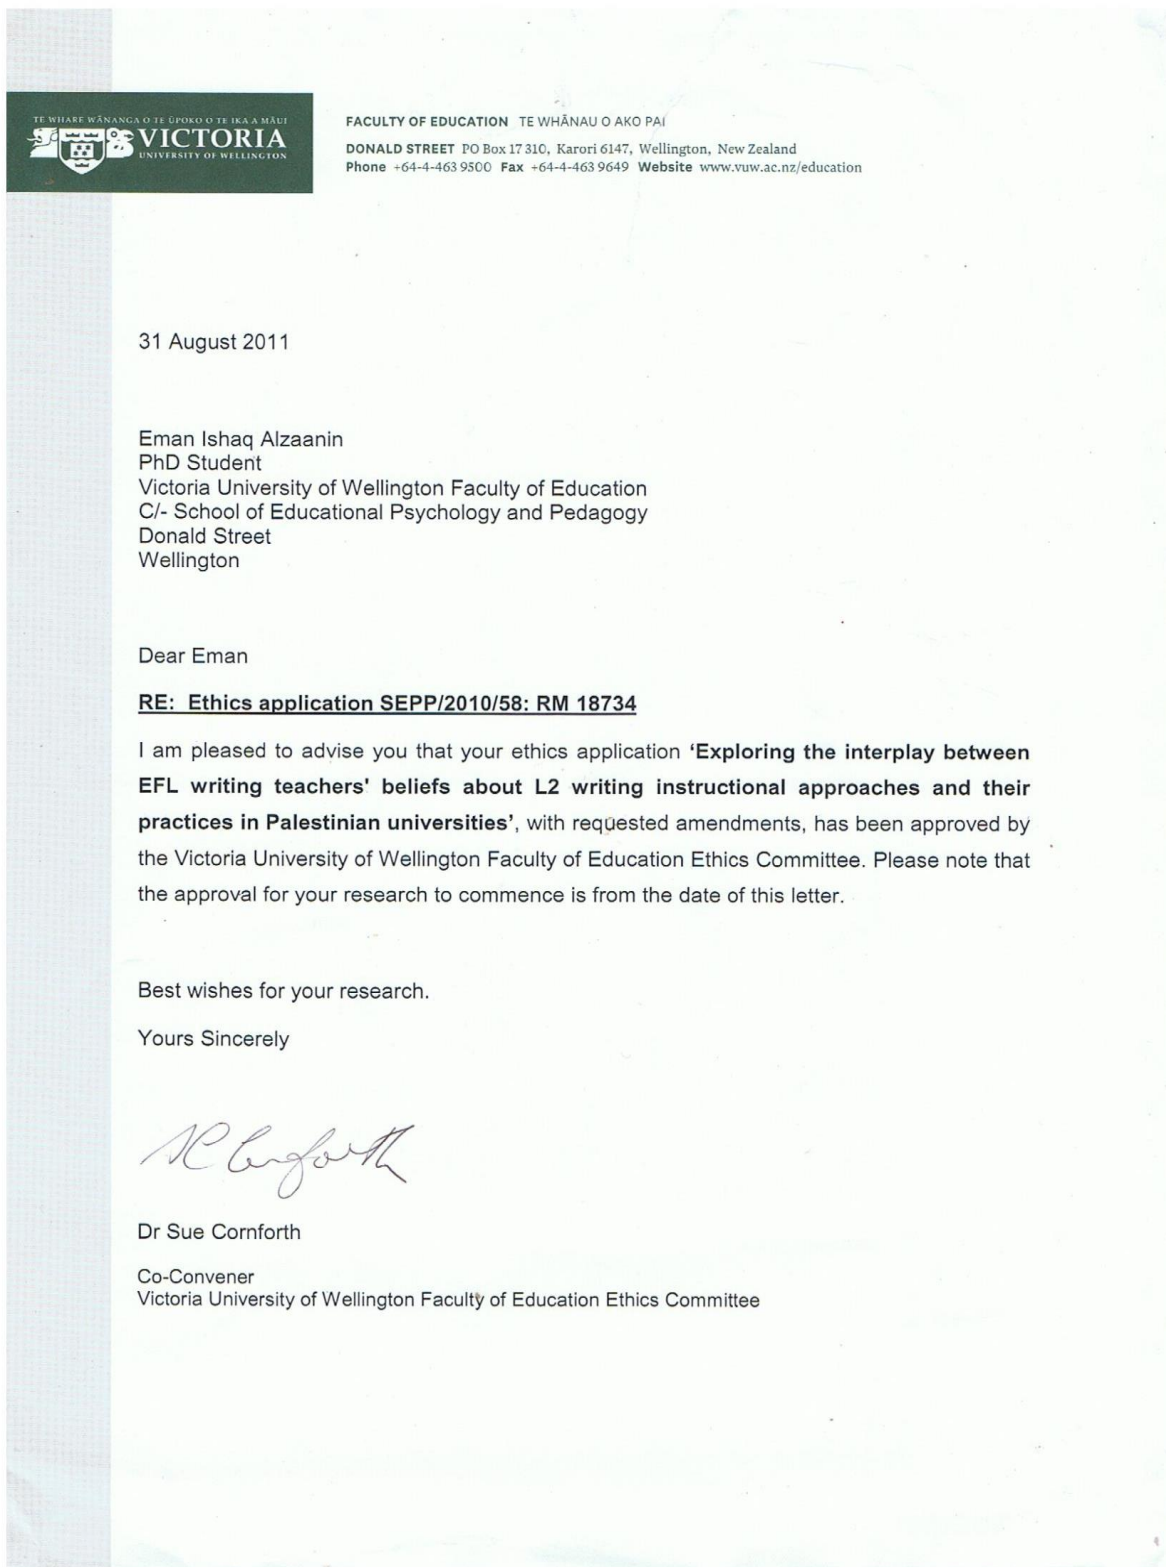 TE WHARE WĀNANGA O TE ŪPOKO O TE IKA A MĀUI
VICTORIA
UNIVERSITY OF WELLINGTON
FACULTY OF EDUCATION TE WHĀNAU O AKO PAI
DONALD STREET PO Box 17 310, Karori 6147, Wellington, New Zealand
Phone +64-4-463 9500 Fax +64-4-463 9649 Website www.vuw.ac.nz/education
31 August 2011
Eman Ishaq Alzaanin
PhD Student
Victoria University of Wellington Faculty of Education
C/- School of Educational Psychology and Pedagogy
Donald Street
Wellington
Dear Eman
RE: Ethics application SEPP/2010/58: RM 18734
I am pleased to advise you that your ethics application ‘Exploring the interplay between
EFL writing teachers' beliefs about L2 writing instructional approaches and their
practices in Palestinian universities’, with requested amendments, has been approved by
the Victoria University of Wellington Faculty of Education Ethics Committee. Please note that
the approval for your research to commence is from the date of this letter.
Best wishes for your research.
Yours Sincerely
SC Cornforth
Dr Sue Cornforth
Co-Convener
Victoria University of Wellington Faculty of Education Ethics Committee